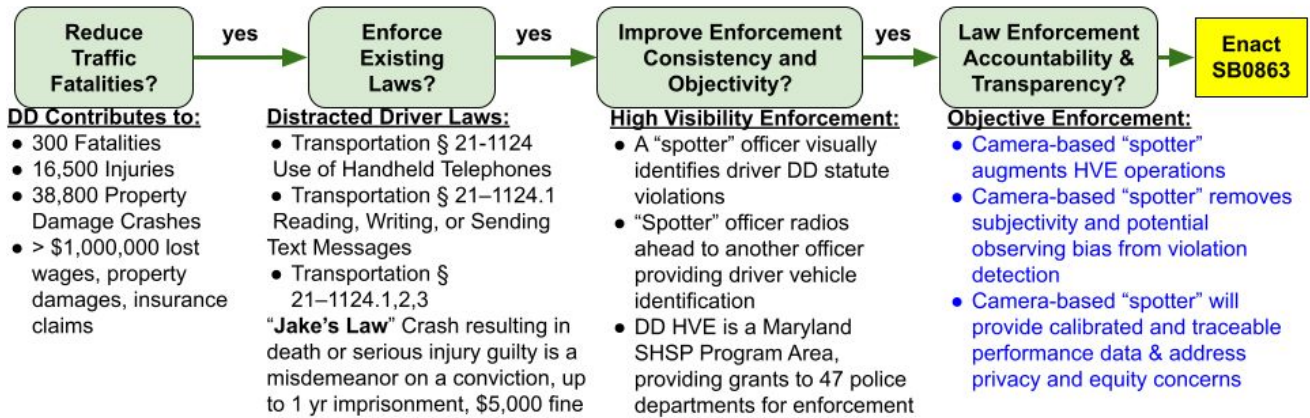 Reduce
Traffic
Fatalities?
yes
Enforce
Existing
Laws?
yes
Improve Enforcement
Consistency and
Objectivity?
yes
Law Enforcement
Accountability &
Transparency?
Enact
SB0863
DD Contributes to:
● 300 Fatalities
● 16,500 Injuries
● 38,800 Property
Damage Crashes
● > $1,000,000 lost
wages, property
damages, insurance
claims
Distracted Driver Laws:
● Transportation § 21-1124
Use of Handheld Telephones
● Transportation § 21–1124.1
Reading, Writing, or Sending
Text Messages
● Transportation §
21–1124.1,2,3
“Jake’s Law” Crash resulting in
death or serious injury guilty is a
misdemeanor on a conviction, up
to 1 yr imprisonment, $5,000 fine
High Visibility Enforcement:
● A “spotter” officer visually
identifies driver DD statute
violations
● “Spotter” officer radios
ahead to another officer
providing driver vehicle
identification
● DD HVE is a Maryland
SHSP Program Area,
providing grants to 47 police
departments for enforcement
Objective Enforcement:
● Camera-based “spotter”
augments HVE operations
● Camera-based “spotter” removes
subjectivity and potential
observing bias from violation
detection
● Camera-based “spotter” will
provide calibrated and traceable
performance data & address
privacy and equity concerns